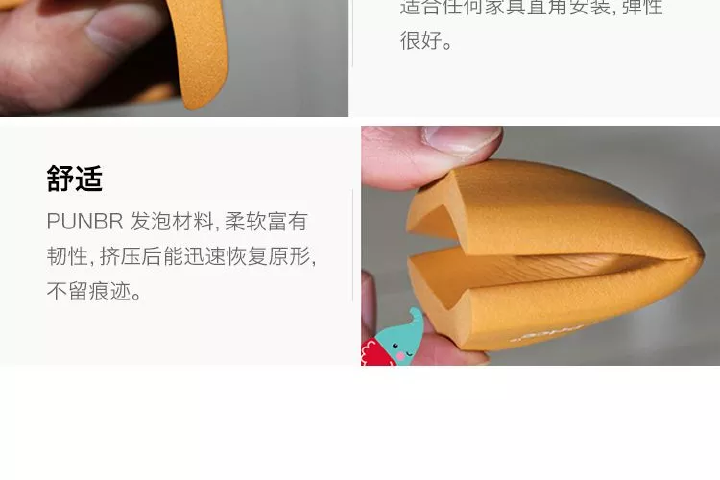 适合任何家具直角安装, 弹性
很好。
舒适
PUNBR 发泡材料, 柔软富有
韧性, 挤压后能迅速恢复原形,
不留痕迹。